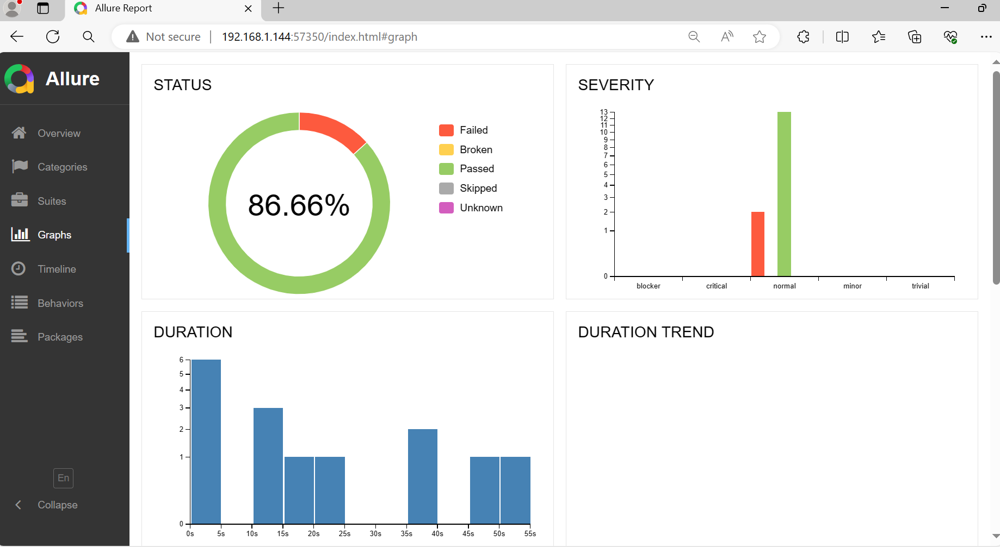 Allure Report
Not secure
192.168.1.144:57350/index.html#graph
Allure
Overview
Categories
Suites
Graphs
Timeline
Behaviors
Packages
En
Collapse
STATUS
86.66%
Failed
Broken
Passed
Skipped
Unknown
SEVERITY
13
12
11
10
9
8
7
6
5
4
3
2
1
0
blocker critical normal minor trivial
DURATION
6
5
4
3
2
1
0
0s 5s 10s 15s 20s 25s 30s 35s 40s 45s 50s 55s
DURATION TREND